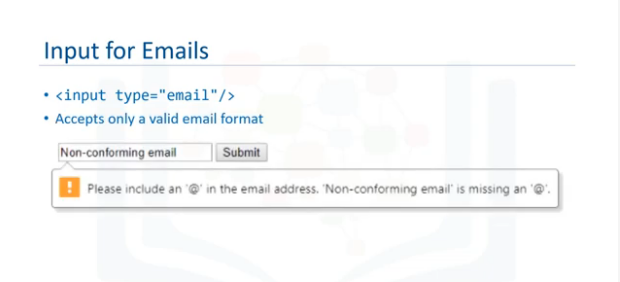 Input for Emails
• <input type="email"/>
• Accepts only a valid email format
Non-conforming email Submit
! Please include an '@' in the email address. 'Non-conforming email' is missing an '@'.